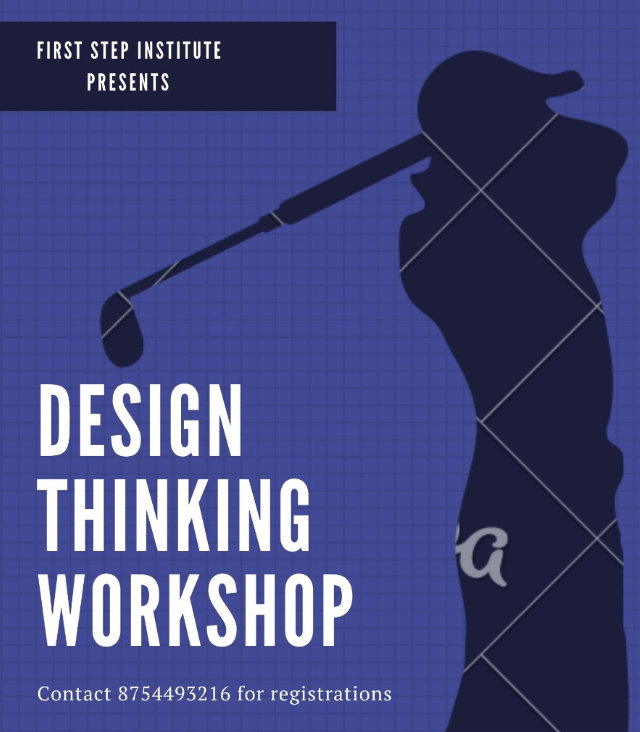 FIRST STEP INSTITUTE
PRESENTS
DESIGN
THINKING
WORKSHOP
Contact 8754493216 for registrations